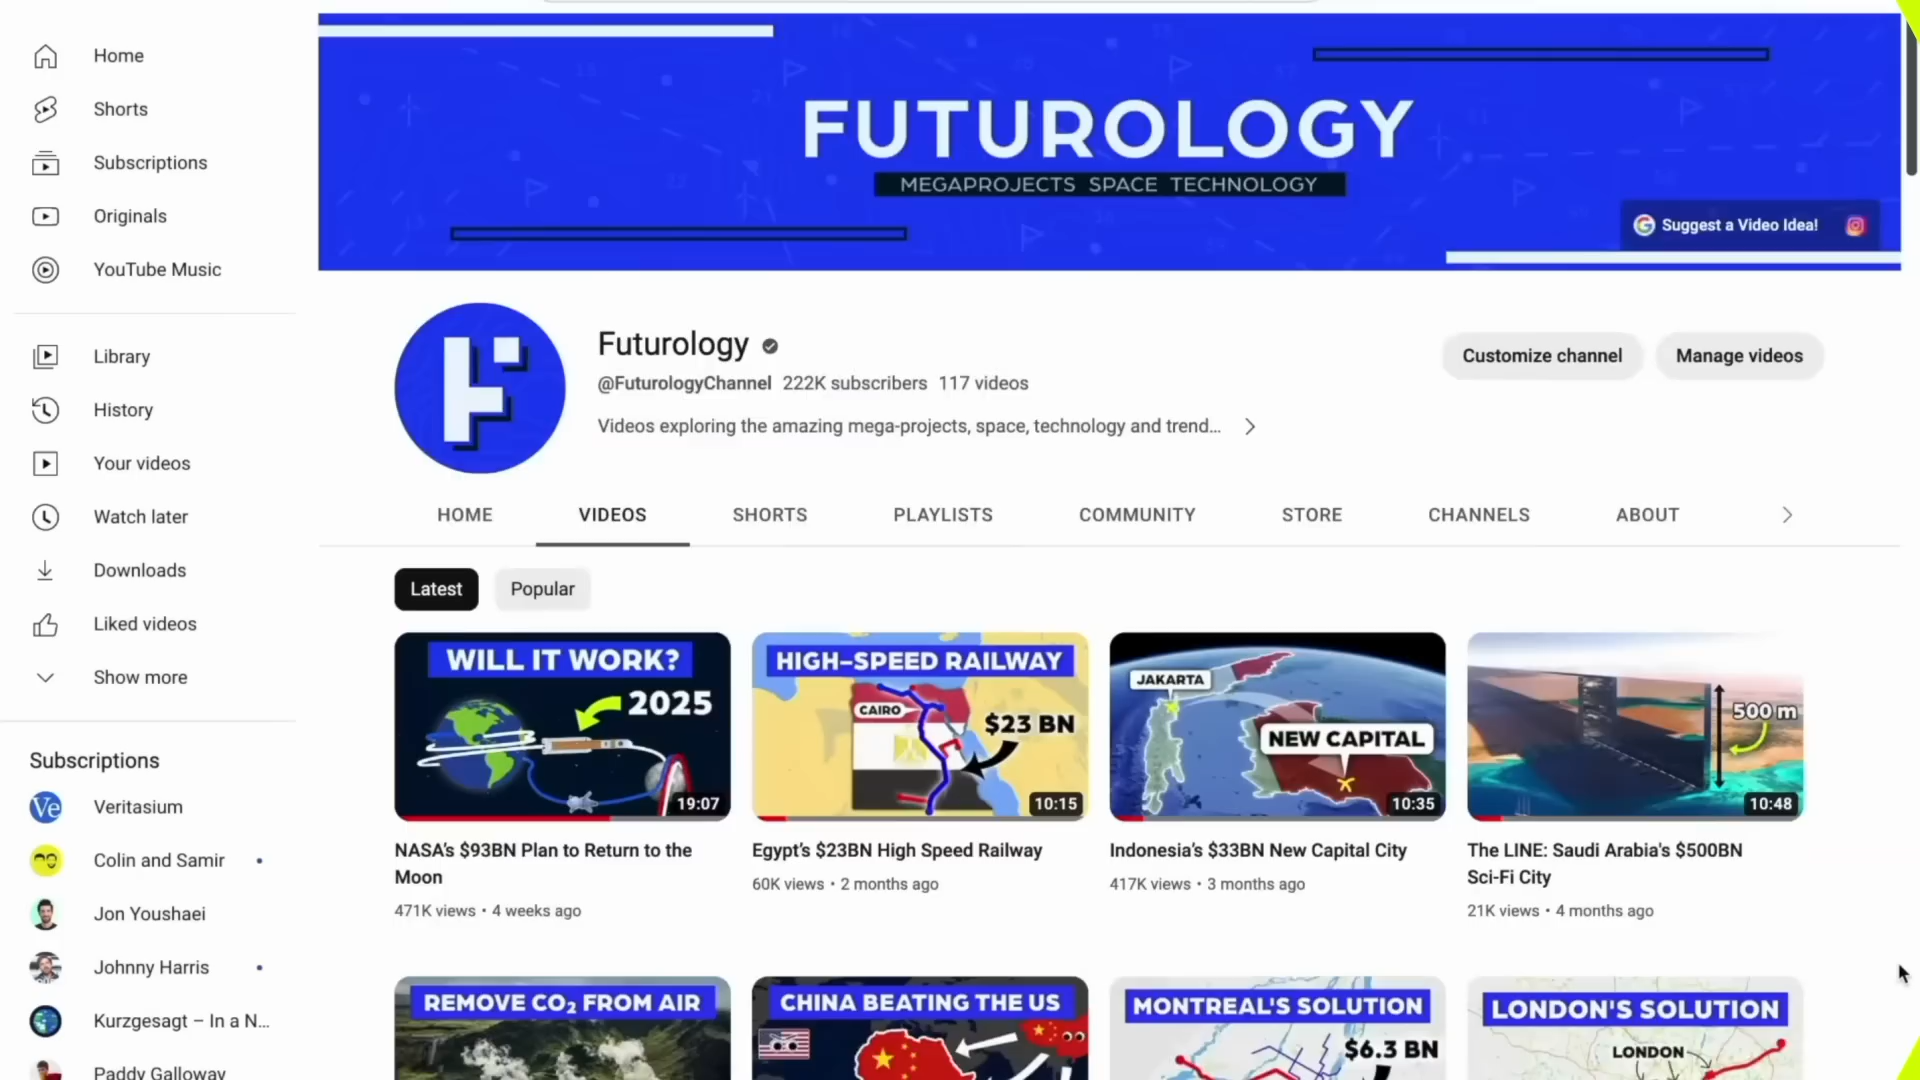 Home
Shorts
Subscriptions
Originals
YouTube Music
Library
History
Your videos
Watch later
Downloads
Liked videos
Show more
Subscriptions
Veritasium
Colin and Samir
Jon Youshaei
Johnny Harris
Kurzgesagt – In a N...
Paddy Galloway
FUTUROLOGY
MEGAPROJECTS SPACE TECHNOLOGY
Suggest a Video Idea!
Futurology
@FuturologyChannel 222K subscribers 117 videos
Videos exploring the amazing mega-projects, space, technology and trend...
Customize channel
Manage videos
HOME VIDEOS SHORTS PLAYLISTS COMMUNITY STORE CHANNELS ABOUT
Latest Popular
WILL IT WORK?
2025
19:07
NASA’s $93BN Plan to Return to the
Moon
471K views • 4 weeks ago
HIGH-SPEED RAILWAY
CAIRO
$23 BN
10:15
Egypt’s $23BN High Speed Railway
60K views • 2 months ago
JAKARTA
NEW CAPITAL
10:35
Indonesia’s $33BN New Capital City
417K views • 3 months ago
500 m
10:48
The LINE: Saudi Arabia's $500BN
Sci-Fi City
21K views • 4 months ago
REMOVE CO₂ FROM AIR
CHINA BEATING THE US
MONTREAL'S SOLUTION
$6.3 BN
LONDON'S SOLUTION
LONDON